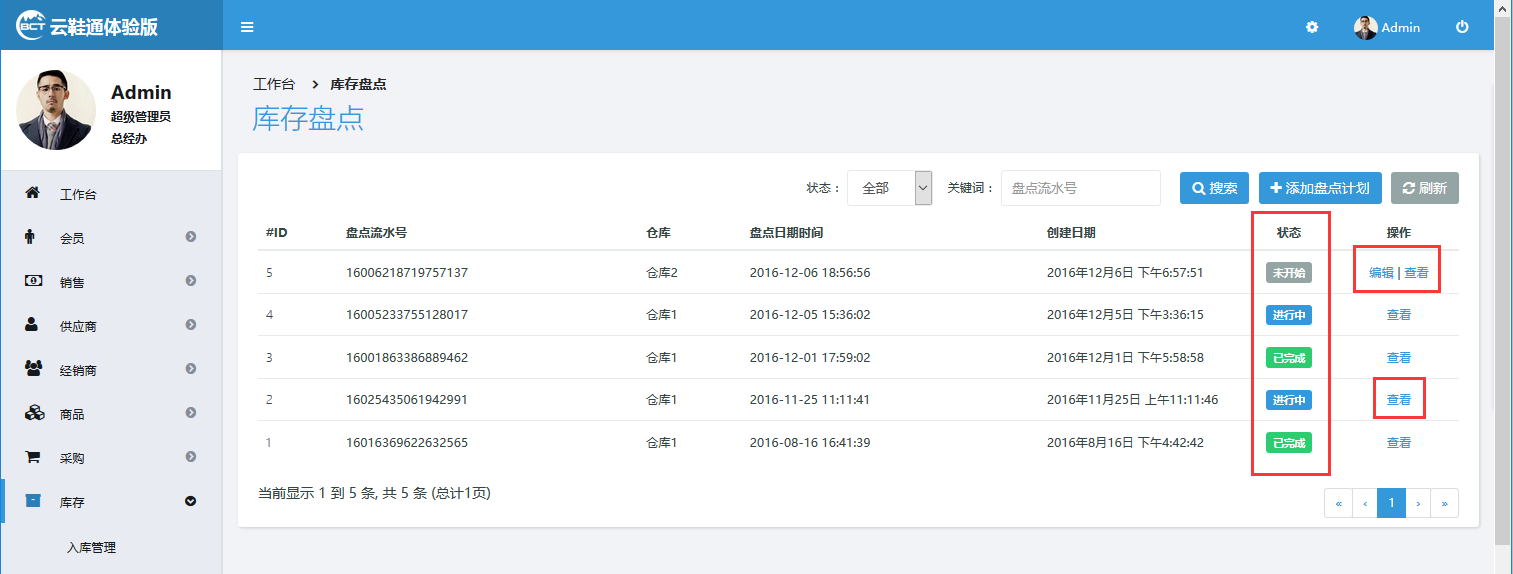 BCT 云鞋通体验版
Admin
Admin
超级管理员
总经办
工作台
会员
销售
供应商
经销商
商品
采购
库存
入库管理
工作台 > 库存盘点
库存盘点
状态： 全部 关键词： 盘点流水号 搜索 添加盘点计划 刷新
#ID 盘点流水号 仓库 盘点日期时间 创建日期 状态 操作
5 16006218719757137 仓库2 2016-12-06 18:56:56 2016年12月6日 下午6:57:51 未开始 编辑 | 查看
4 16005233755128017 仓库1 2016-12-05 15:36:02 2016年12月5日 下午3:36:15 进行中 查看
3 16001863386889462 仓库1 2016-12-01 17:59:02 2016年12月1日 下午5:58:58 已完成 查看
2 16025435061942991 仓库1 2016-11-25 11:11:41 2016年11月25日 上午11:11:46 进行中 查看
1 16016369622632565 仓库1 2016-08-16 16:41:39 2016年8月16日 下午4:42:42 已完成 查看
当前显示 1 到 5 条, 共 5 条 (总计1页)
« ‹ 1 › »